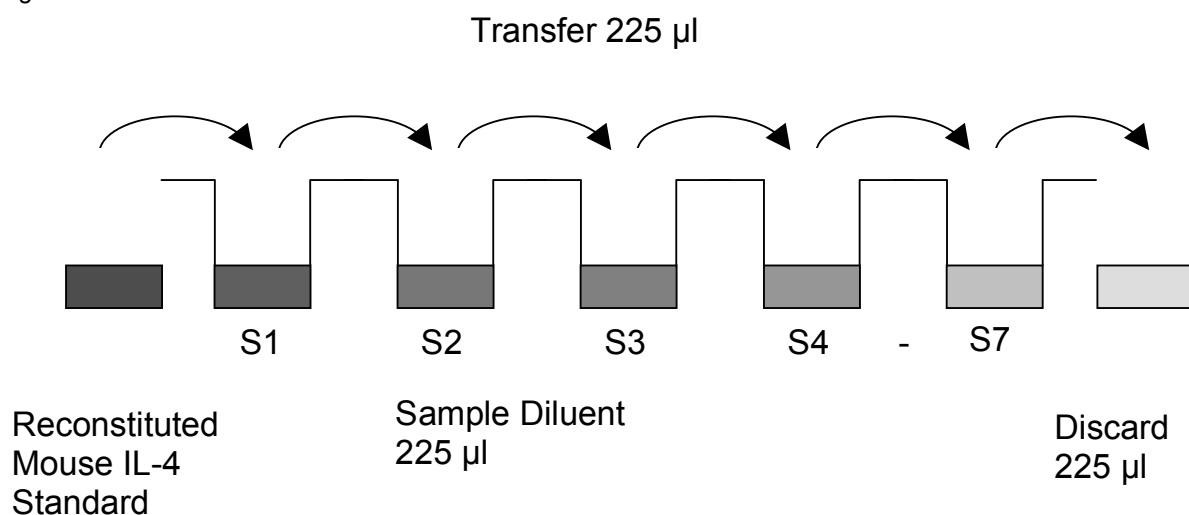 Transfer 225 µl
S1 S2 S3 S4 - S7
Reconstituted
Mouse IL-4
Standard
Sample Diluent
225 µl
Discard
225 µl